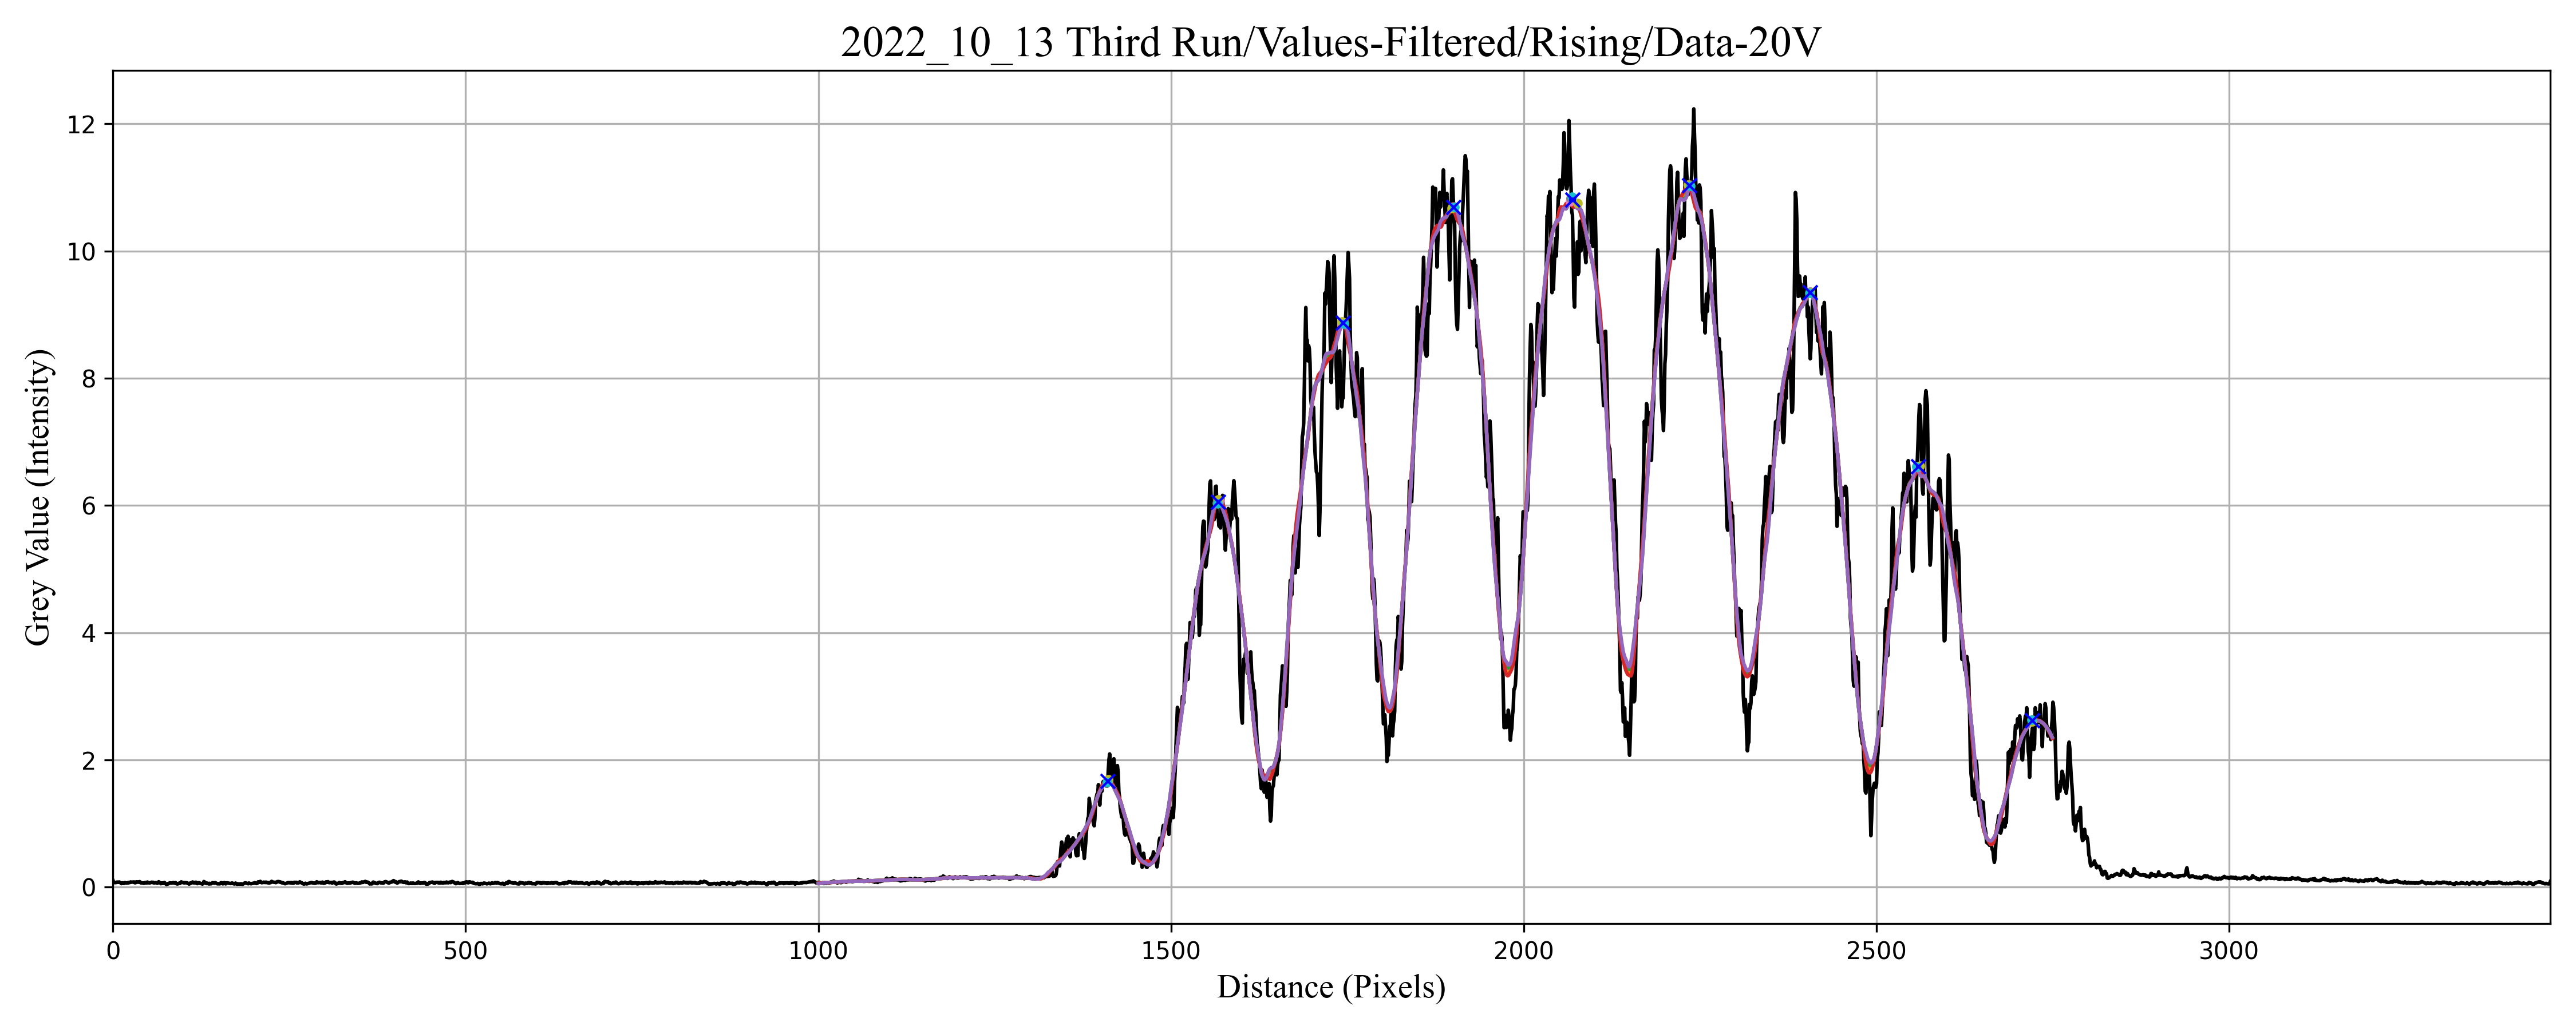 2022_10_13 Third Run/Values-Filtered/Rising/Data-20V
Grey Value (Intensity)
12
10
8
6
4
2
0
0 500 1000 1500 2000 2500 3000
Distance (Pixels)